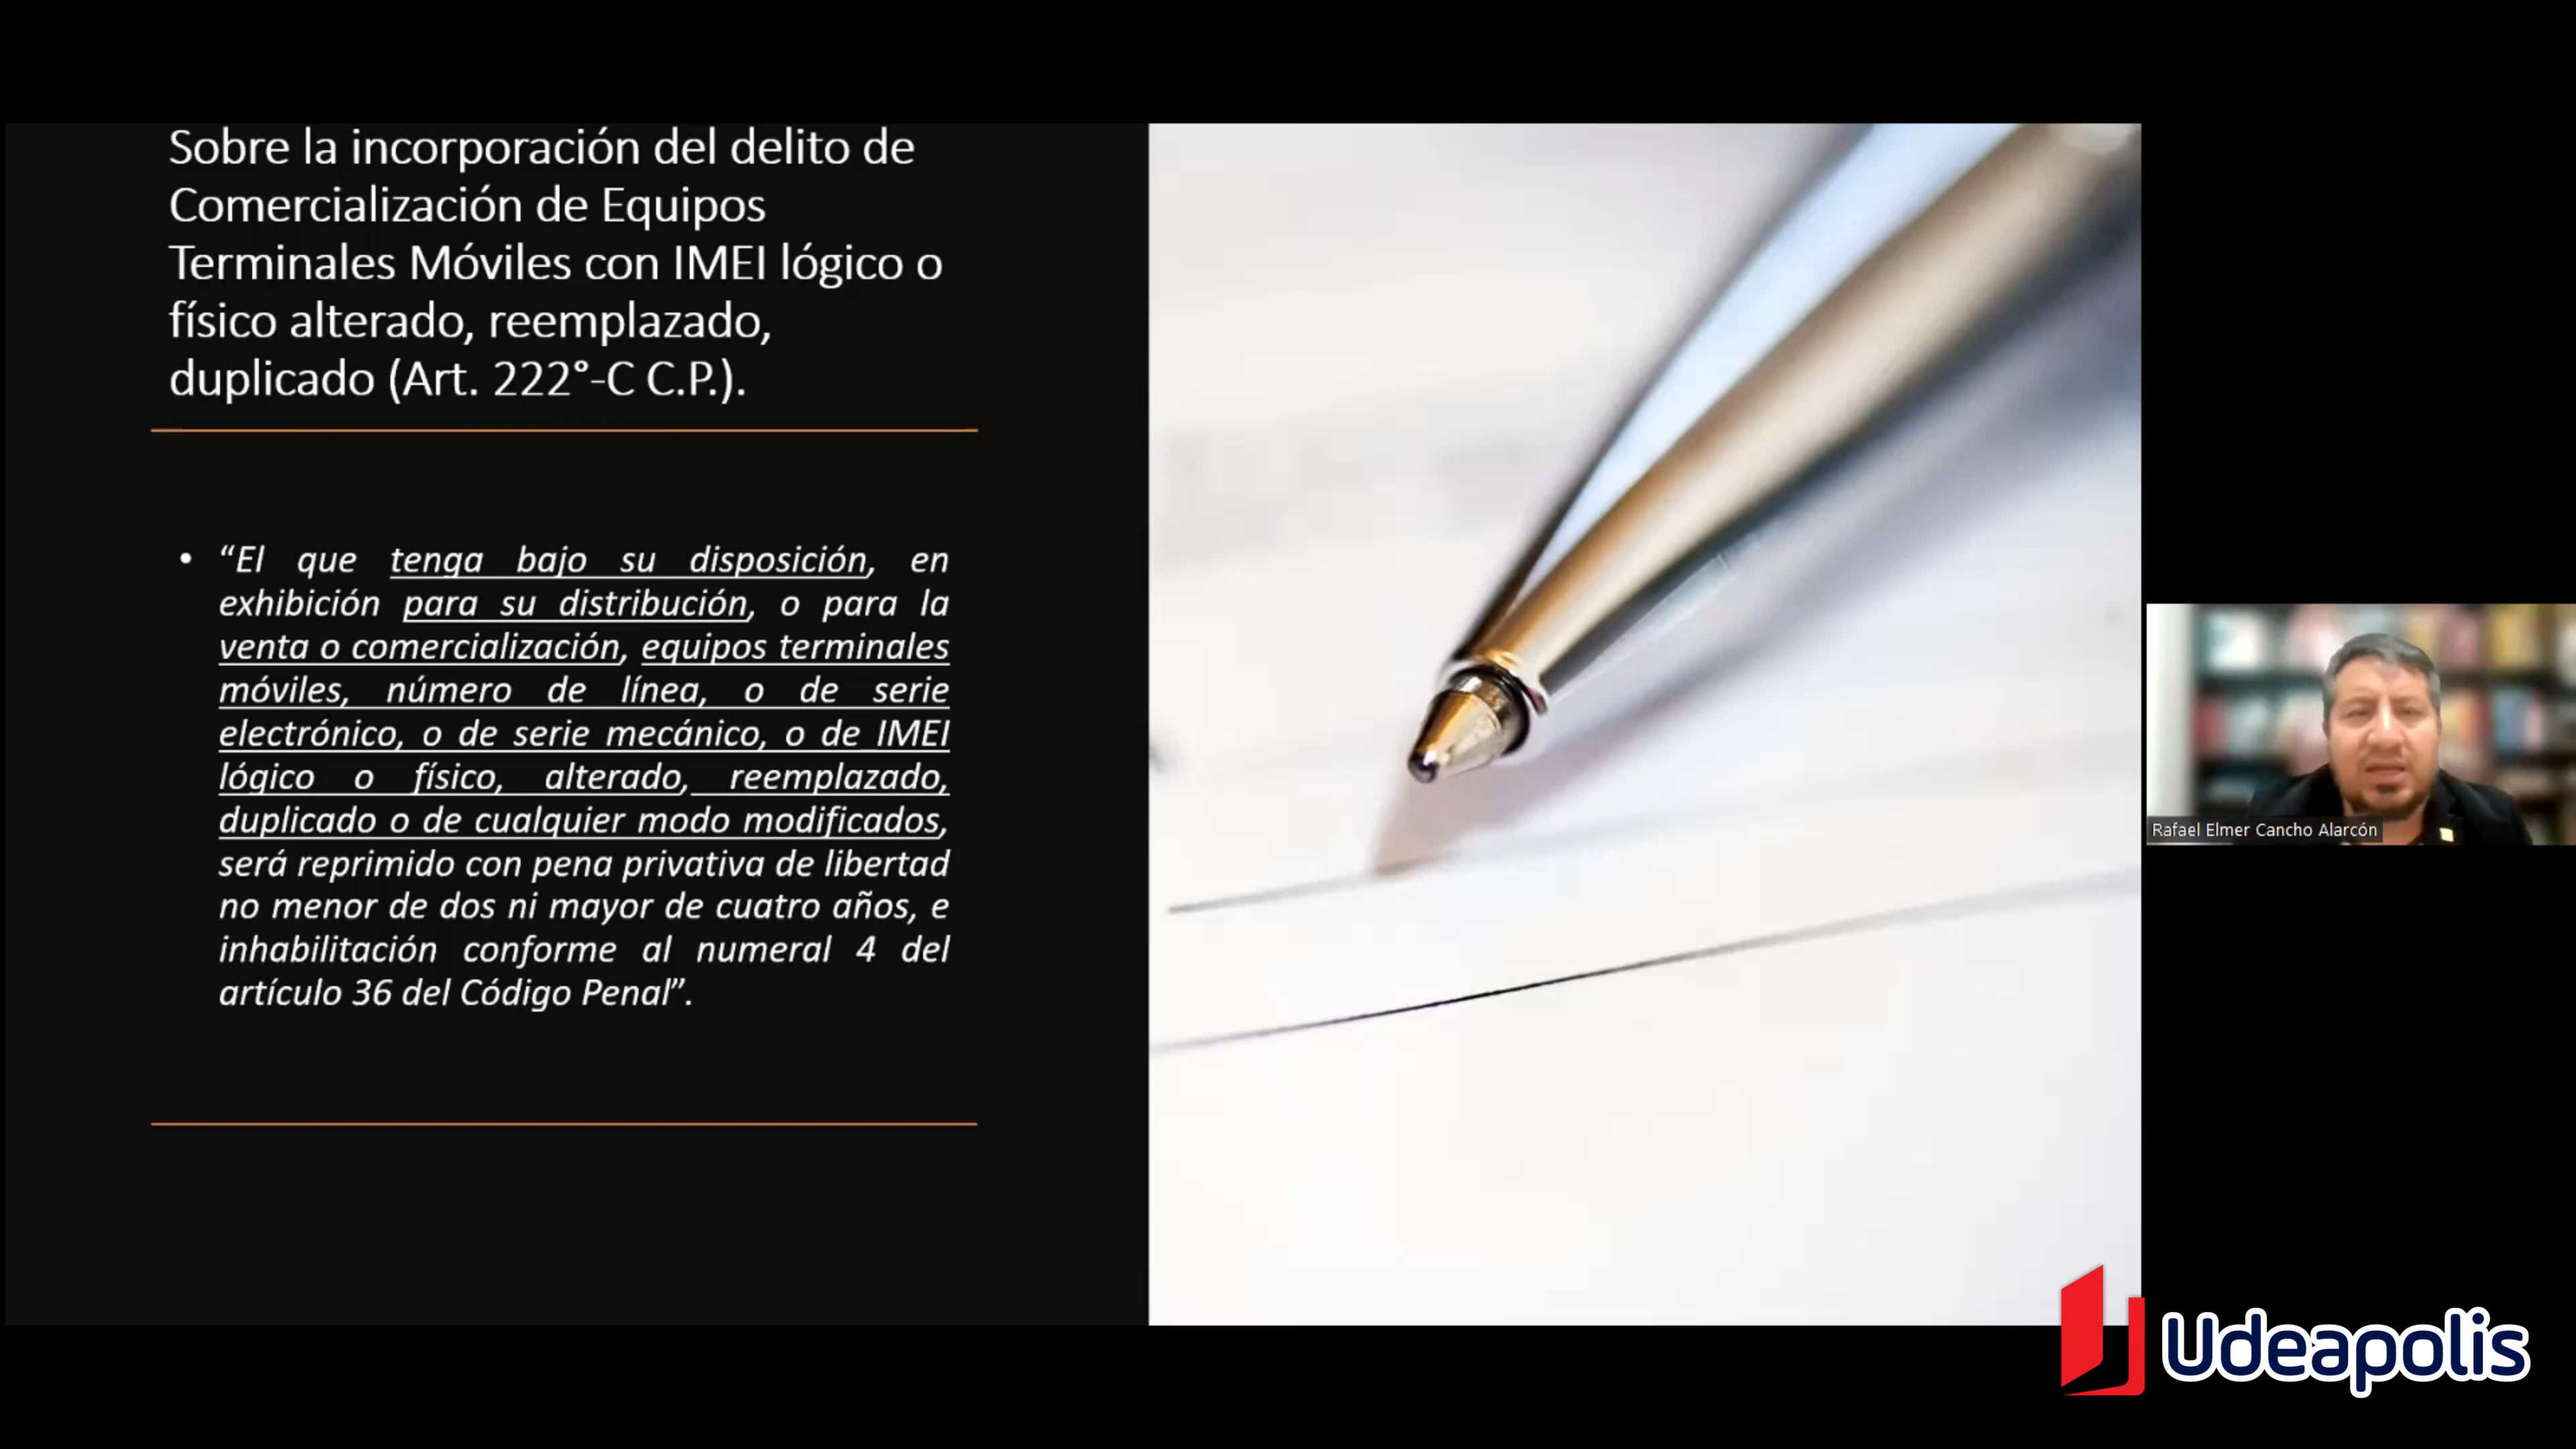 Sobre la incorporación del delito de
Comercialización de Equipos
Terminales Móviles con IMEI lógico o
físico alterado, reemplazado,
duplicado (Art. 222°-C C.P.).
• “El que tenga bajo su disposición, en
exhibición para su distribución, o para la
venta o comercialización, equipos terminales
móviles, número de línea, o de serie
electrónico, o de serie mecánico, o de IMEI
lógico o físico, alterado, reemplazado,
duplicado o de cualquier modo modificados,
será reprimido con pena privativa de libertad
no menor de dos ni mayor de cuatro años, e
inhabilitación conforme al numeral 4 del
artículo 36 del Código Penal”.
Rafael Elmer Cancho Alarcón
Udeapolis